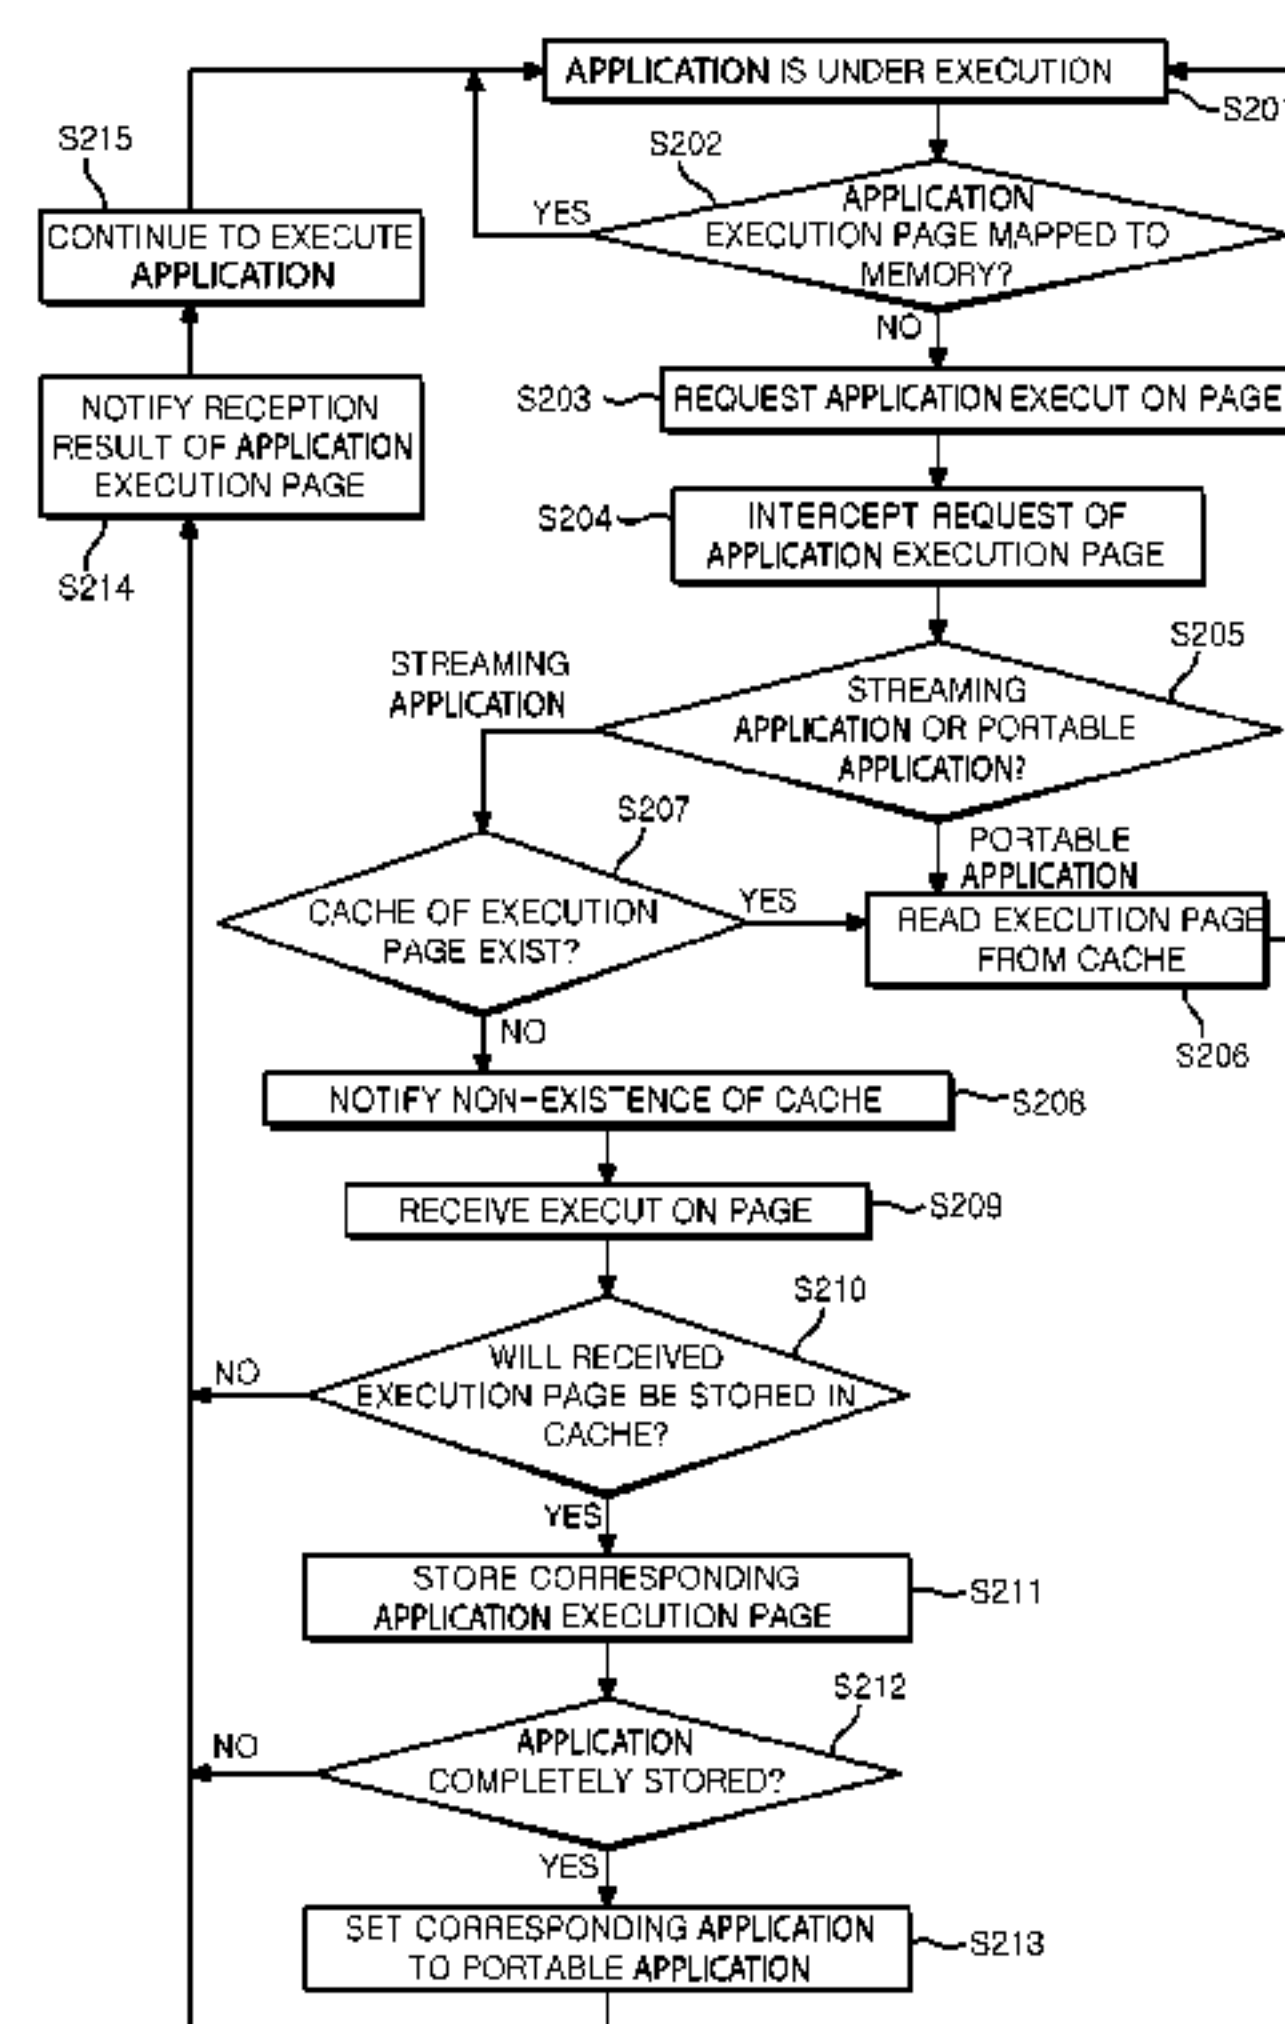 APPLICATION IS UNDER EXECUTION
S201
S215
S202
YES
APPLICATION
EXECUTION PAGE MAPPED TO
MEMORY?
CONTINUE TO EXECUTE
APPLICATION
NO
S203
REQUEST APPLICATION EXECUT ON PAGE
NOTIFY RECEPTION
RESULT OF APPLICATION
EXECUTION PAGE
S214
S204
INTERCEPT REQUEST OF
APPLICATION EXECUTION PAGE
S205
STREAMING
APPLICATION
STREAMING
APPLICATION OR PORTABLE
APPLICATION?
S207
PORTABLE
APPLICATION
CACHE OF EXECUTION
PAGE EXIST?
YES
READ EXECUTION PAGE
FROM CACHE
S206
NO
NOTIFY NON-EXISTENCE OF CACHE
S208
RECEIVE EXECUT ON PAGE
S209
S210
NO
WILL RECEIVED
EXECUTION PAGE BE STORED IN
CACHE?
YES
STORE CORRESPONDING
APPLICATION EXECUTION PAGE
S211
S212
NO
APPLICATION
COMPLETELY STORED?
YES
SET CORRESPONDING APPLICATION
TO PORTABLE APPLICATION
S213